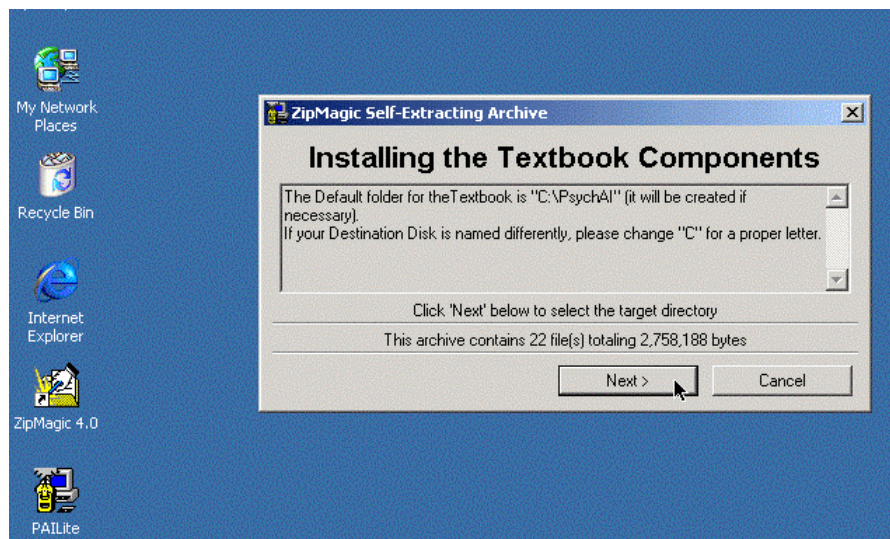 My Network
Places
Recycle Bin
Internet
Explorer
ZipMagic 4.0
PAILite
ZipMagic Self-Extracting Archive
Installing the Textbook Components
The Default folder for theTextbook is "C:\PsychAI" (it will be created if
necessary).
If your Destination Disk is named differently, please change "C" for a proper letter.
Click 'Next' below to select the target directory
This archive contains 22 file(s) totaling 2,758,188 bytes
Next >
Cancel